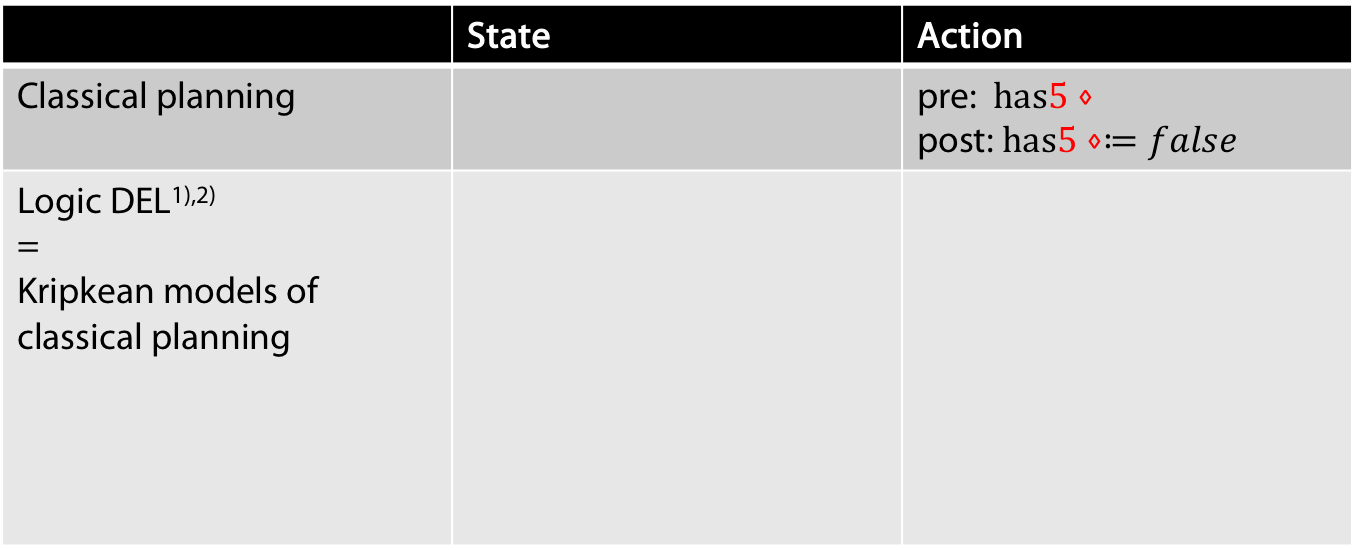 State
Action
Classical planning
pre: has5 ⋄
post: has5 ⋄:= false
Logic DEL1),2)
=
Kripkean models of
classical planning